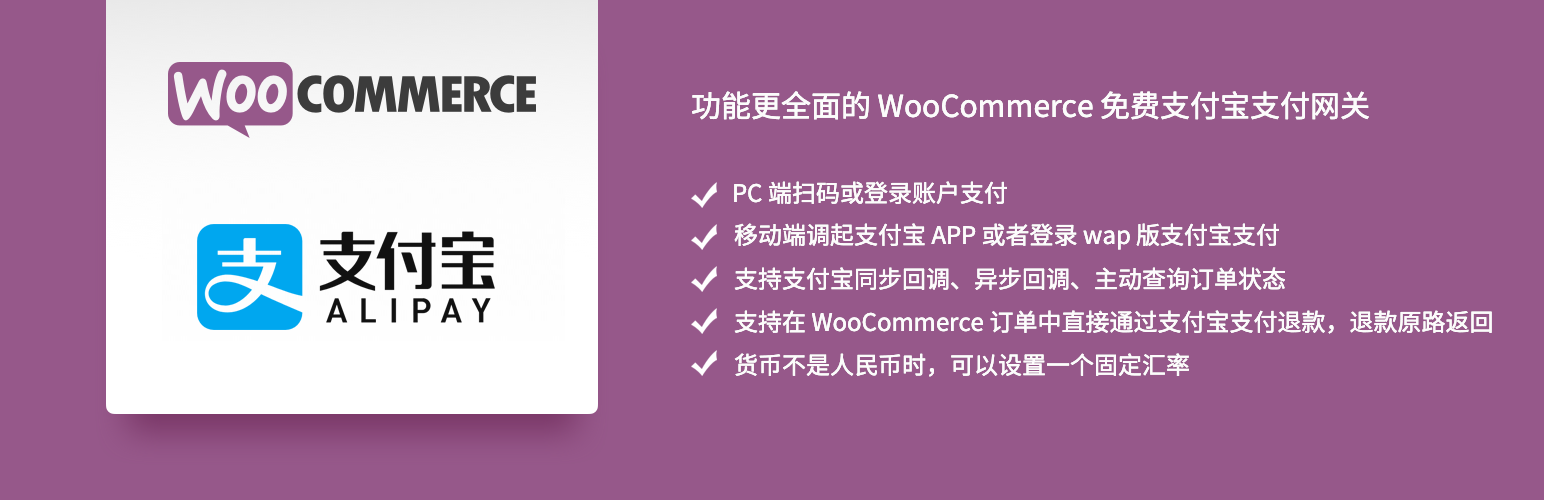 WOOCOMMERCE
支 支付宝
ALIPAY
功能更全面的 WooCommerce 免费支付宝支付网关
PC 端扫码或登录账户支付
移动端调起支付宝 APP 或者登录 wap 版支付宝支付
支持支付宝同步回调、异步回调、主动查询订单状态
支持在 WooCommerce 订单中直接通过支付宝支付退款，退款原路返回
货币不是人民币时，可以设置一个固定汇率